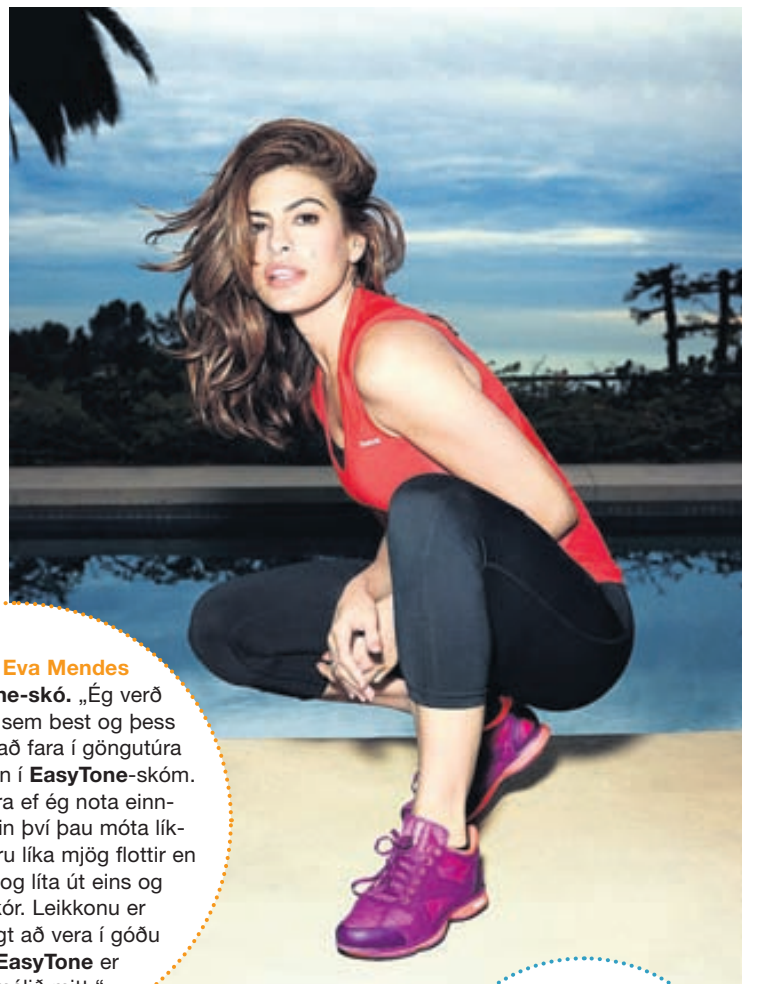 Eva Mendes
ne-skó. „Ég verð
sem best og þess
að fara í göngutúra
n í EasyTone-skóm.
ra ef ég nota einn-
in því þau móta lík-
ru líka mjög flottir en
og líta út eins og
kór. Leikkonu er
gt að vera í góðu
EasyTone er
Reebok